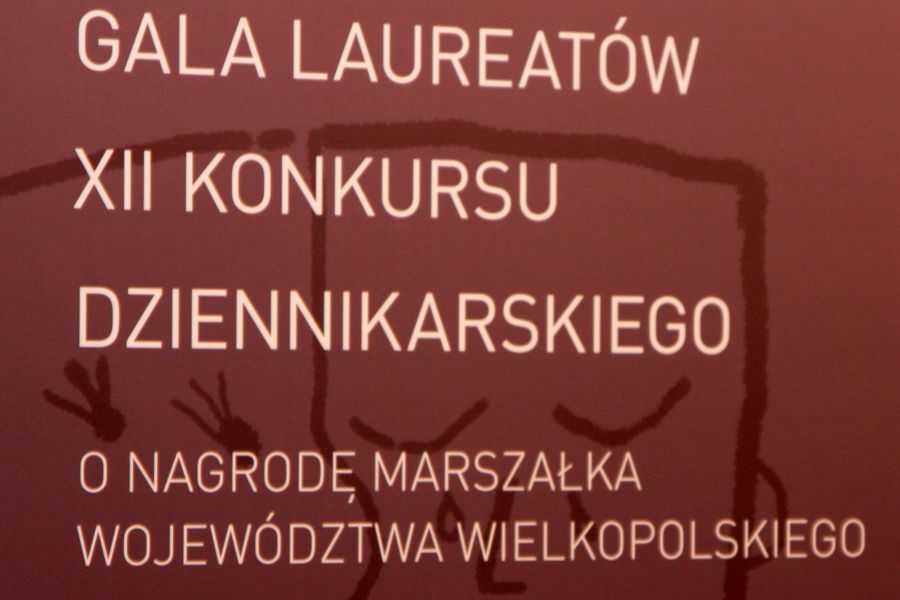 GALA LAUREATÓW
XII KONKURSU
DZIENNIKARSKIEGO
O NAGRODĘ MARSZAŁKA
WOJEWÓDZTWA WIELKOPOLSKIEGO